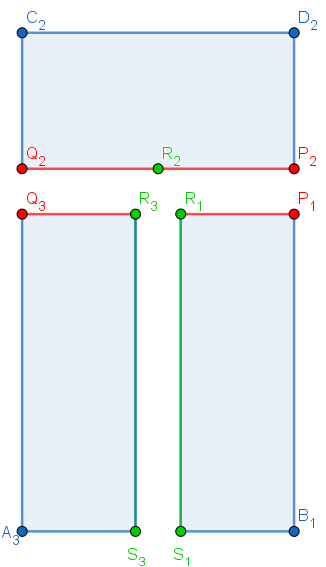 C₂ D₂
Q₂ R₂ P₂
Q₃ R₃ R₁ P₁
A₃ B₁
S₃ S₁